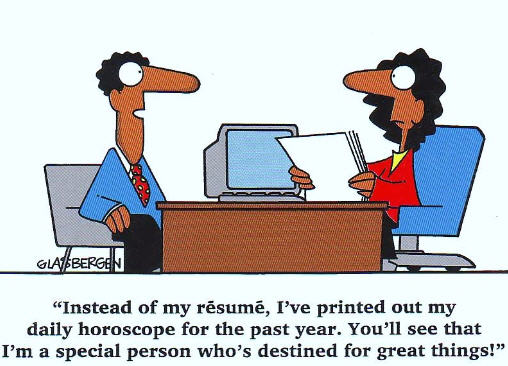 GLASBERGEN
“Instead of my résumé, I’ve printed out my
daily horoscope for the past year. You’ll see that
I’m a special person who’s destined for great things!”